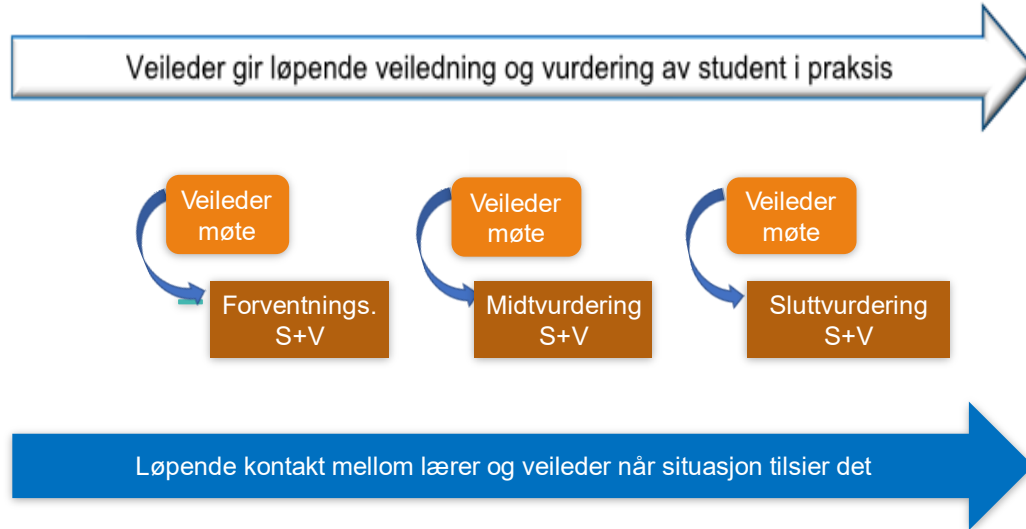 Veileder gir løpende veiledning og vurdering av student i praksis
Veileder
møte
Veileder
møte
Veileder
møte
Forventnings.
S+V
Midtvurdering
S+V
Sluttvurdering
S+V
Løpende kontakt mellom lærer og veileder når situasjon tilsier det